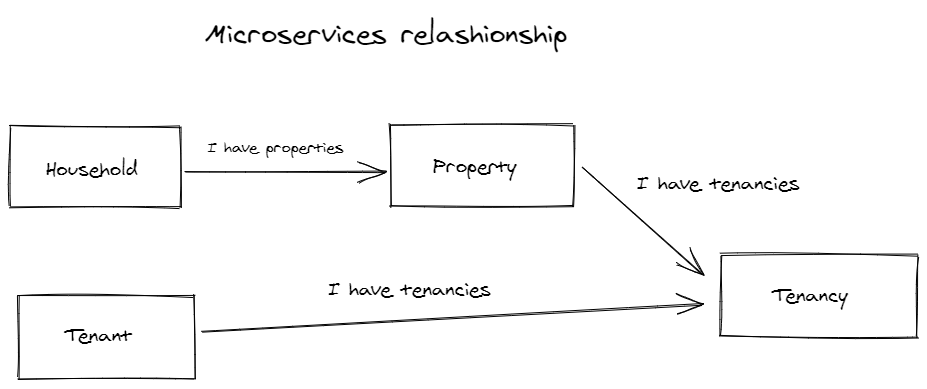 Microservices relashionship
Household
I have properties
Property
I have tenancies
Tenant
I have tenancies
Tenancy